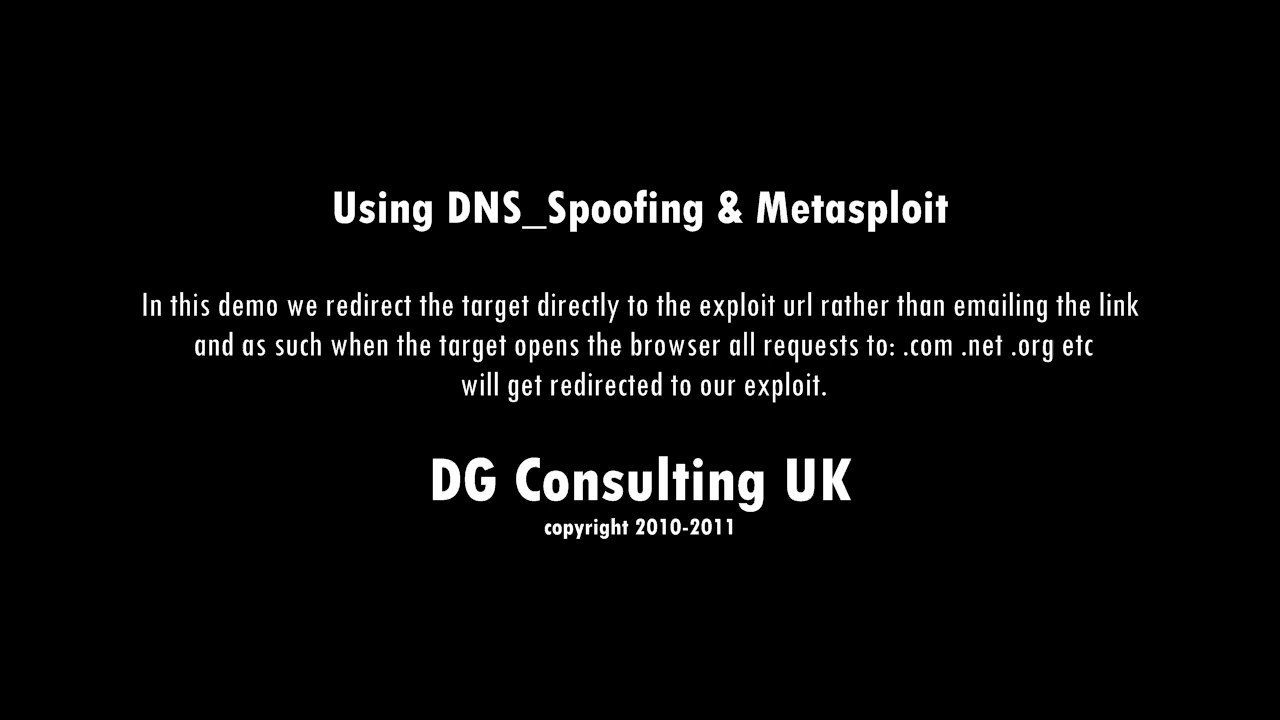 Using DNS_Spoofing & Metasploit
In this demo we redirect the target directly to the exploit url rather than emailing the link
and as such when the target opens the browser all requests to: .com .net .org etc
will get redirected to our exploit.
DG Consulting UK
copyright 2010-2011